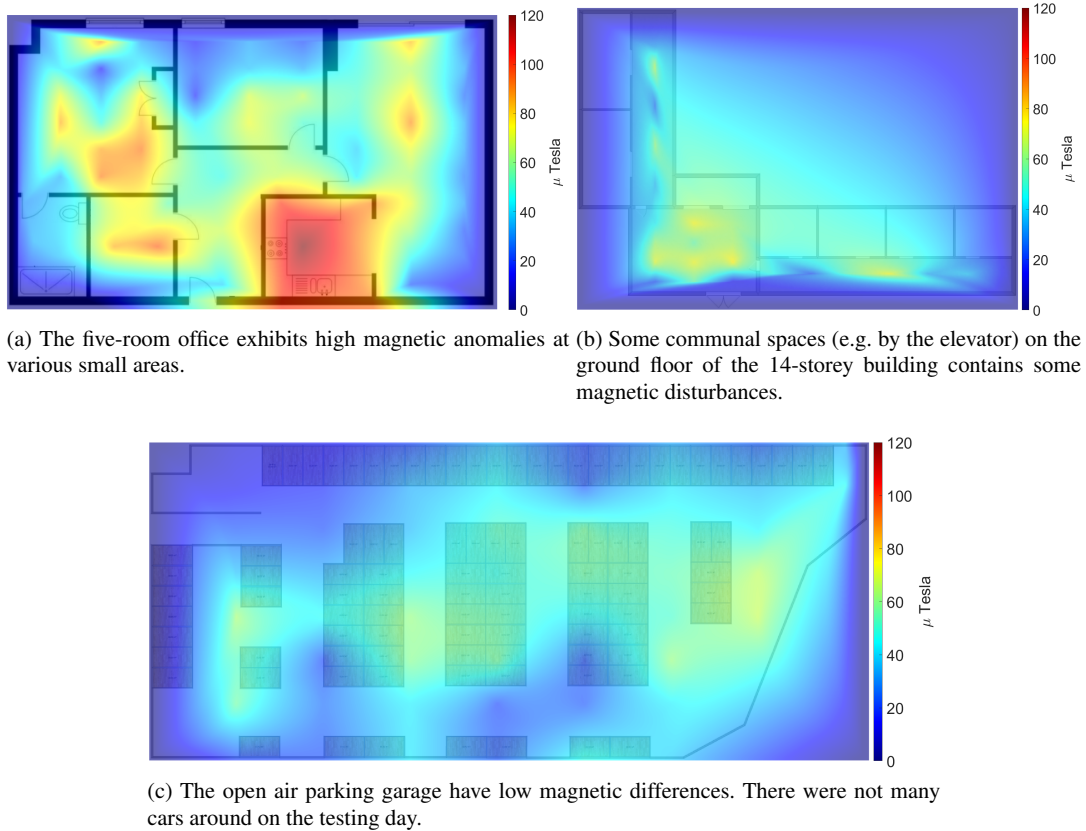 120
100
80
60
40
20
0
μ Tesla
120
100
80
60
40
20
0
μ Tesla
(a) The five-room office exhibits high magnetic anomalies at
various small areas.
(b) Some communal spaces (e.g. by the elevator) on the
ground floor of the 14-storey building contains some
magnetic disturbances.
120
100
80
60
40
20
0
μ Tesla
(c) The open air parking garage have low magnetic differences. There were not many
cars around on the testing day.